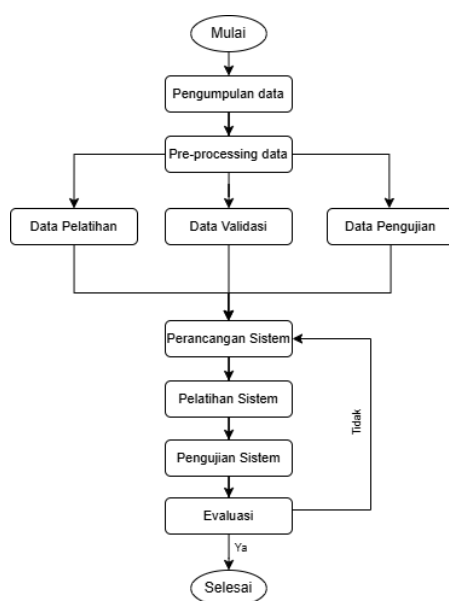 Mulai
Pengumpulan data
Pre-processing data
Data Pelatihan
Data Validasi
Data Pengujian
Perancangan Sistem
Pelatihan Sistem
Tidak
Pengujian Sistem
Evaluasi
Ya
Selesai